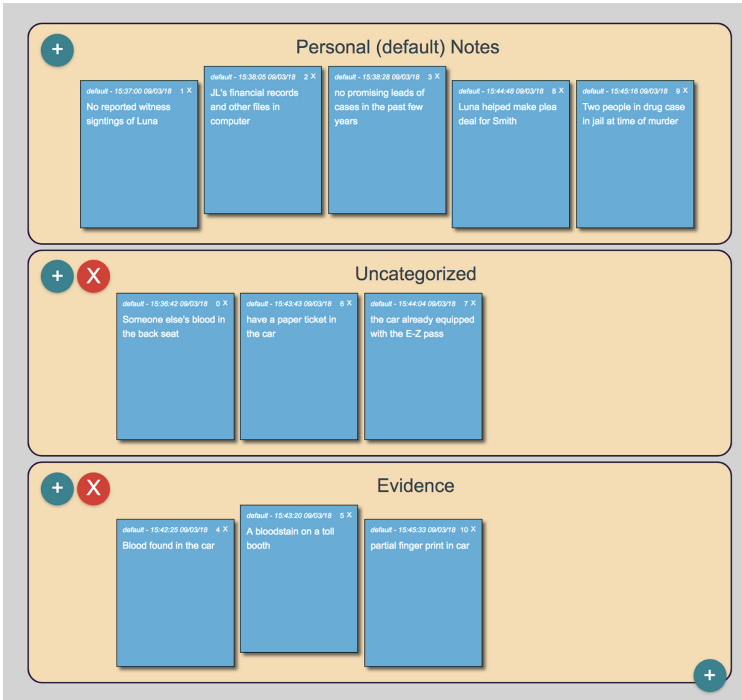 +
Personal (default) Notes
default - 15:37:00 09/03/18 1 X
No reported witness
signtings of Luna
default - 15:38:05 09/03/18 2 X
JL's financial records
and other files in
computer
default - 15:38:28 09/03/18 3 X
no promising leads of
cases in the past few
years
default - 15:44:48 09/03/18 8 X
Luna helped make plea
deal for Smith
default - 15:45:16 09/03/18 9 X
Two people in drug case
in jail at time of murder
+ X
Uncategorized
default - 15:36:42 09/03/18 0 X
Someone else's blood in
the back seat
default - 15:43:43 09/03/18 6 X
have a paper ticket in
the car
default - 15:44:04 09/03/18 7 X
the car already equipped
with the E-Z pass
+ X
Evidence
default - 15:42:25 09/03/18 4 X
Blood found in the car
default - 15:43:20 09/03/18 5 X
A bloodstain on a toll
booth
default - 15:45:33 09/03/18 10 X
partial finger print in car
+